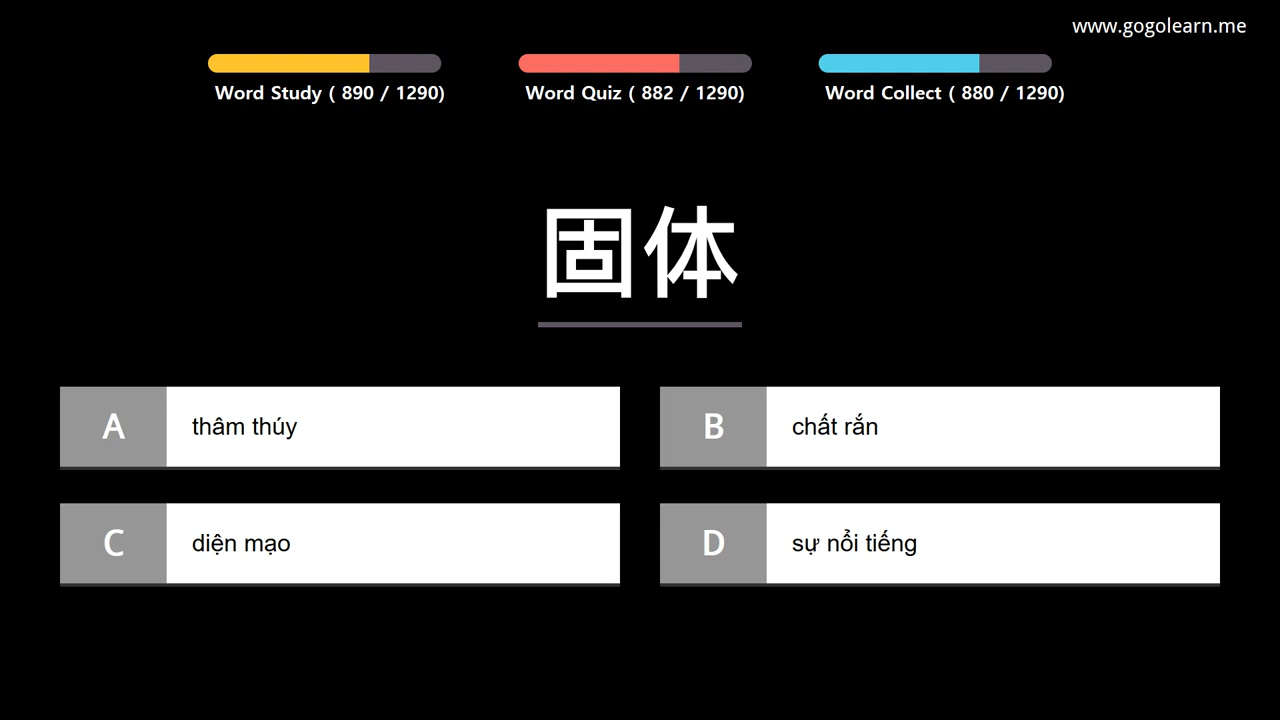 www.gogolearn.me
Word Study ( 890 / 1290)
Word Quiz ( 882 / 1290)
Word Collect ( 880 / 1290)
固体
A
thâm thúy
B
chất rắn
C
diện mạo
D
sự nổi tiếng